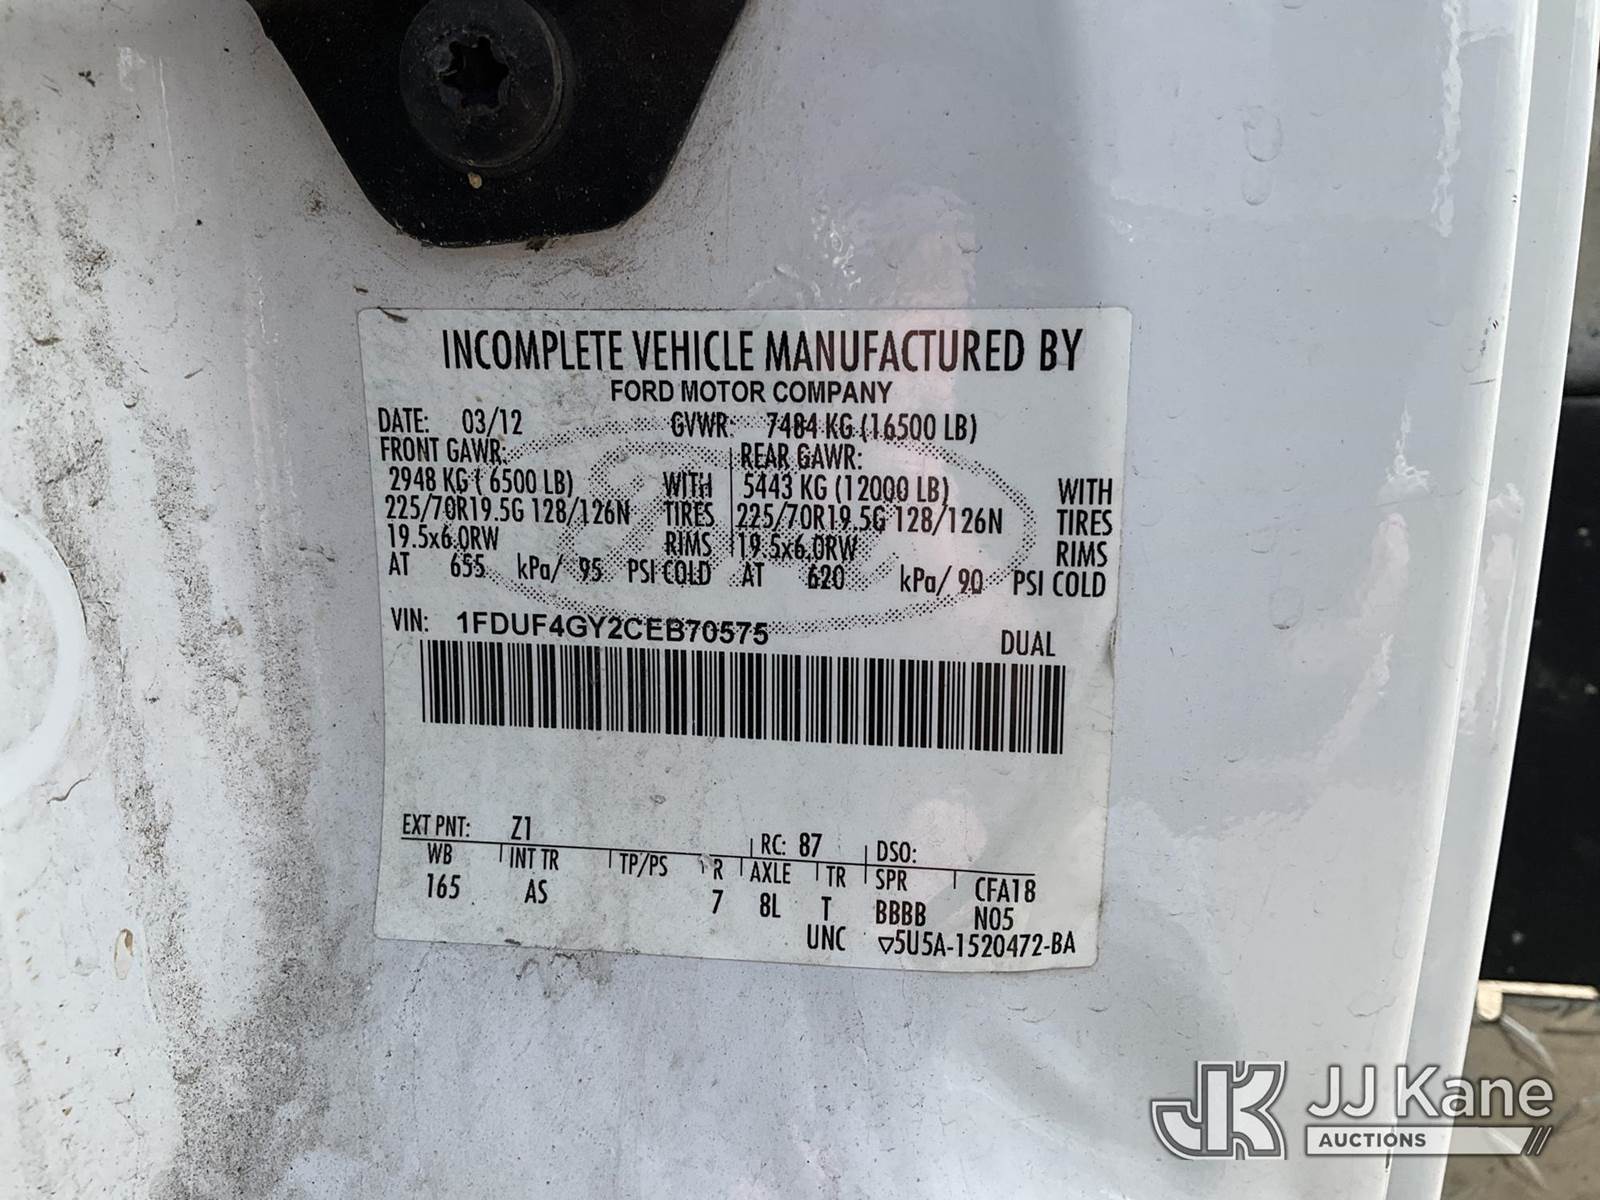 INCOMPLETE VEHICLE MANUFACTURED BY
FORD MOTOR COMPANY
DATE: 03/12 GVWR: 7484 KG (16500 LB)
FRONT GAWR: REAR GAWR:
2948 KG ( 6500 LB) WITH 5443 KG (12000 LB) WITH
225/70R19.5G 128/126N TIRES 225/70R19.5G 128/126N TIRES
19.5x6.0RW RIMS 19.5x6.0RW RIMS
AT 655 kPa/ 95 PSI COLD AT 620 kPa/ 90 PSI COLD
VIN: 1FDUF4GY2CEB70575 DUAL
EXT PNT: Z1 RC: 87 DSO:
WB INT TR TP/PS R AXLE TR SPR CFA18
165 AS 7 8L T BBBB N05
UNC ▽5U5A-1520472-BA
JK JJ Kane
AUCTIONS